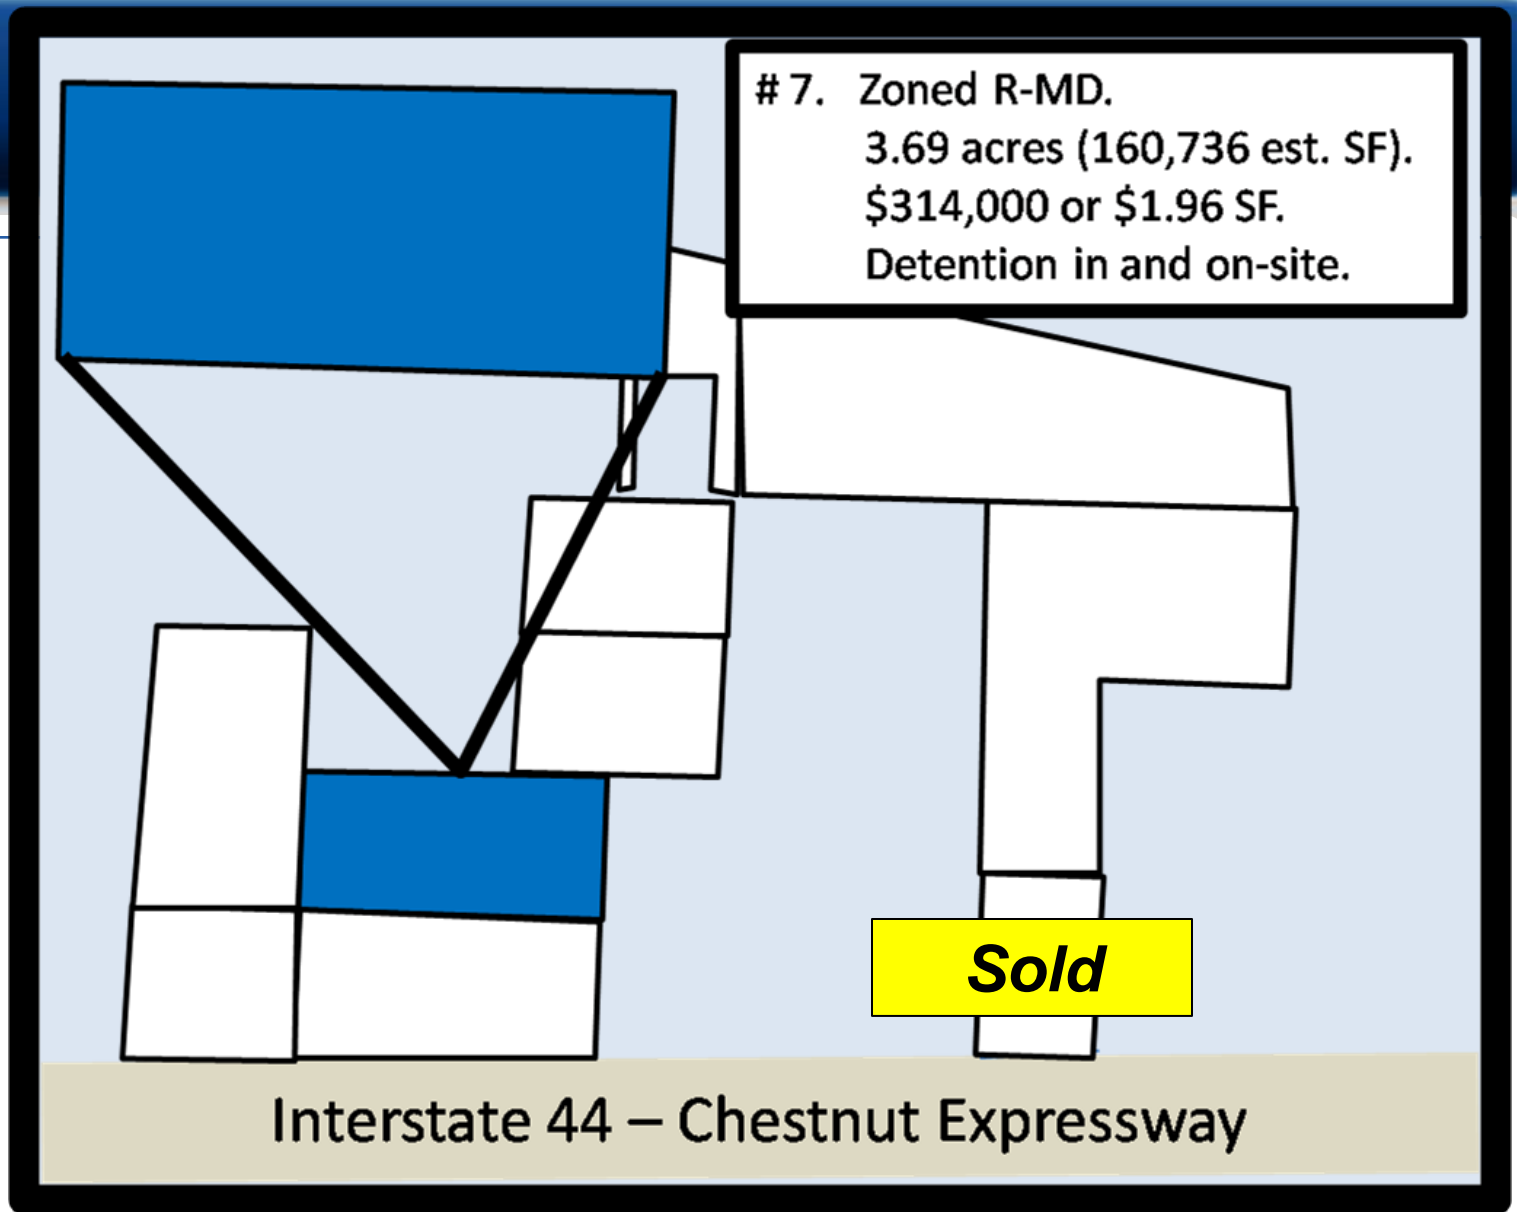 # 7. Zoned R-MD.
3.69 acres (160,736 est. SF).
$314,000 or $1.96 SF.
Detention in and on-site.
Sold
Interstate 44 – Chestnut Expressway